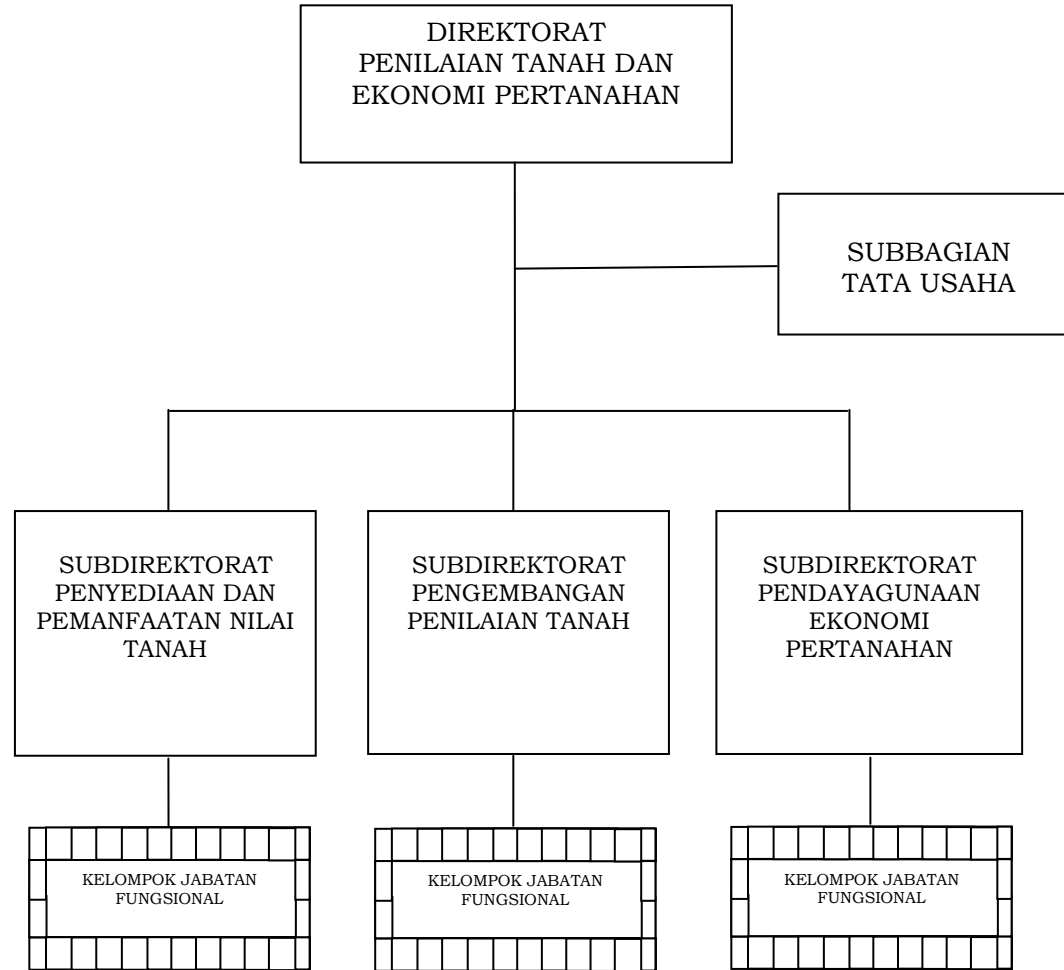 DIREKTORAT
PENILAIAN TANAH DAN
EKONOMI PERTANAHAN
SUBBAGIAN
TATA USAHA
SUBDIREKTORAT
PENYEDIAAN DAN
PEMANFAATAN NILAI
TANAH
SUBDIREKTORAT
PENGEMBANGAN
PENILAIAN TANAH
SUBDIREKTORAT
PENDAYAGUNAAN
EKONOMI
PERTANAHAN
KELOMPOK JABATAN
FUNGSIONAL
KELOMPOK JABATAN
FUNGSIONAL
KELOMPOK JABATAN
FUNGSIONAL